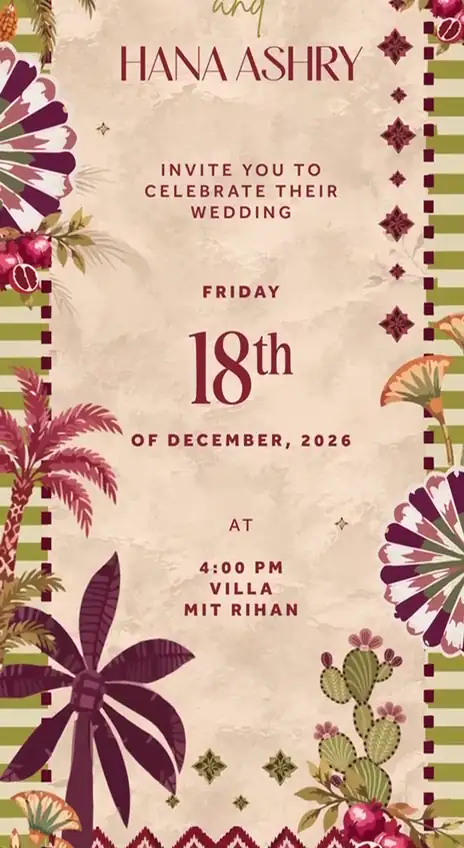 and
HANA ASHRY
INVITE YOU TO
CELEBRATE THEIR
WEDDING
FRIDAY
18th
OF DECEMBER, 2026
AT
4:00 PM
VILLA
MIT RIHAN